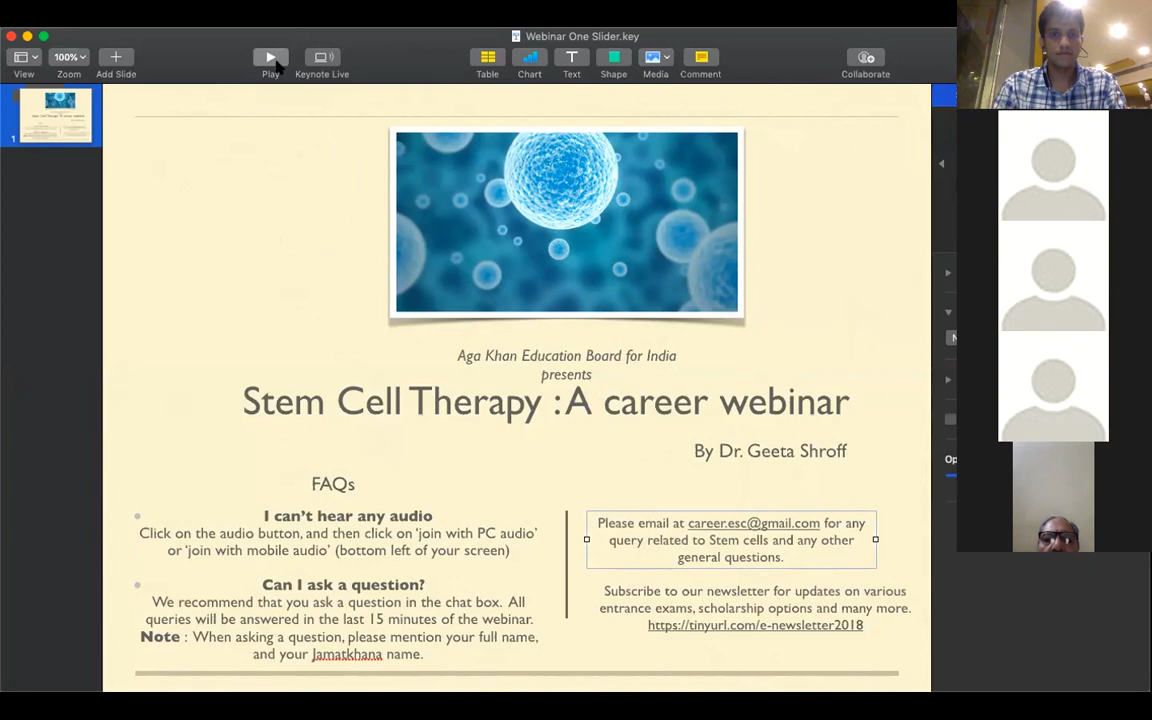 Webinar One Slider.key
100%
View
Zoom
Add Slide
Play
Keynote Live
Table
Chart
Text
Shape
Media
Comment
Collaborate
1
Aga Khan Education Board for India
presents
Stem Cell Therapy : A career webinar
By Dr. Geeta Shroff
FAQs
I can't hear any audio
Click on the audio button, and then click on 'join with PC audio'
or 'join with mobile audio' (bottom left of your screen)
Can I ask a question?
We recommend that you ask a question in the chat box. All
queries will be answered in the last 15 minutes of the webinar.
Note : When asking a question, please mention your full name,
and your Jamatkhana name.
Please email at career.esc@gmail.com for any
query related to Stem cells and any other
general questions.
Subscribe to our newsletter for updates on various
entrance exams, scholarship options and many more.
https://tinyurl.com/e-newsletter2018